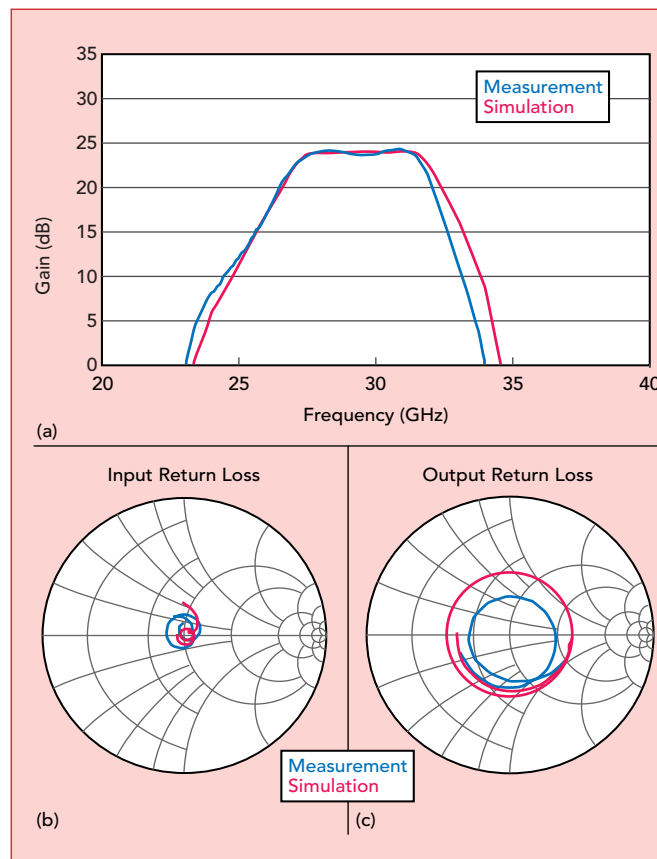 35
30
25
20
15
10
5
0
Gain (dB)
Measurement
Simulation
20
25
30
35
40
Frequency (GHz)
(a)
Input Return Loss
Output Return Loss
Measurement
Simulation
(b)
(c)